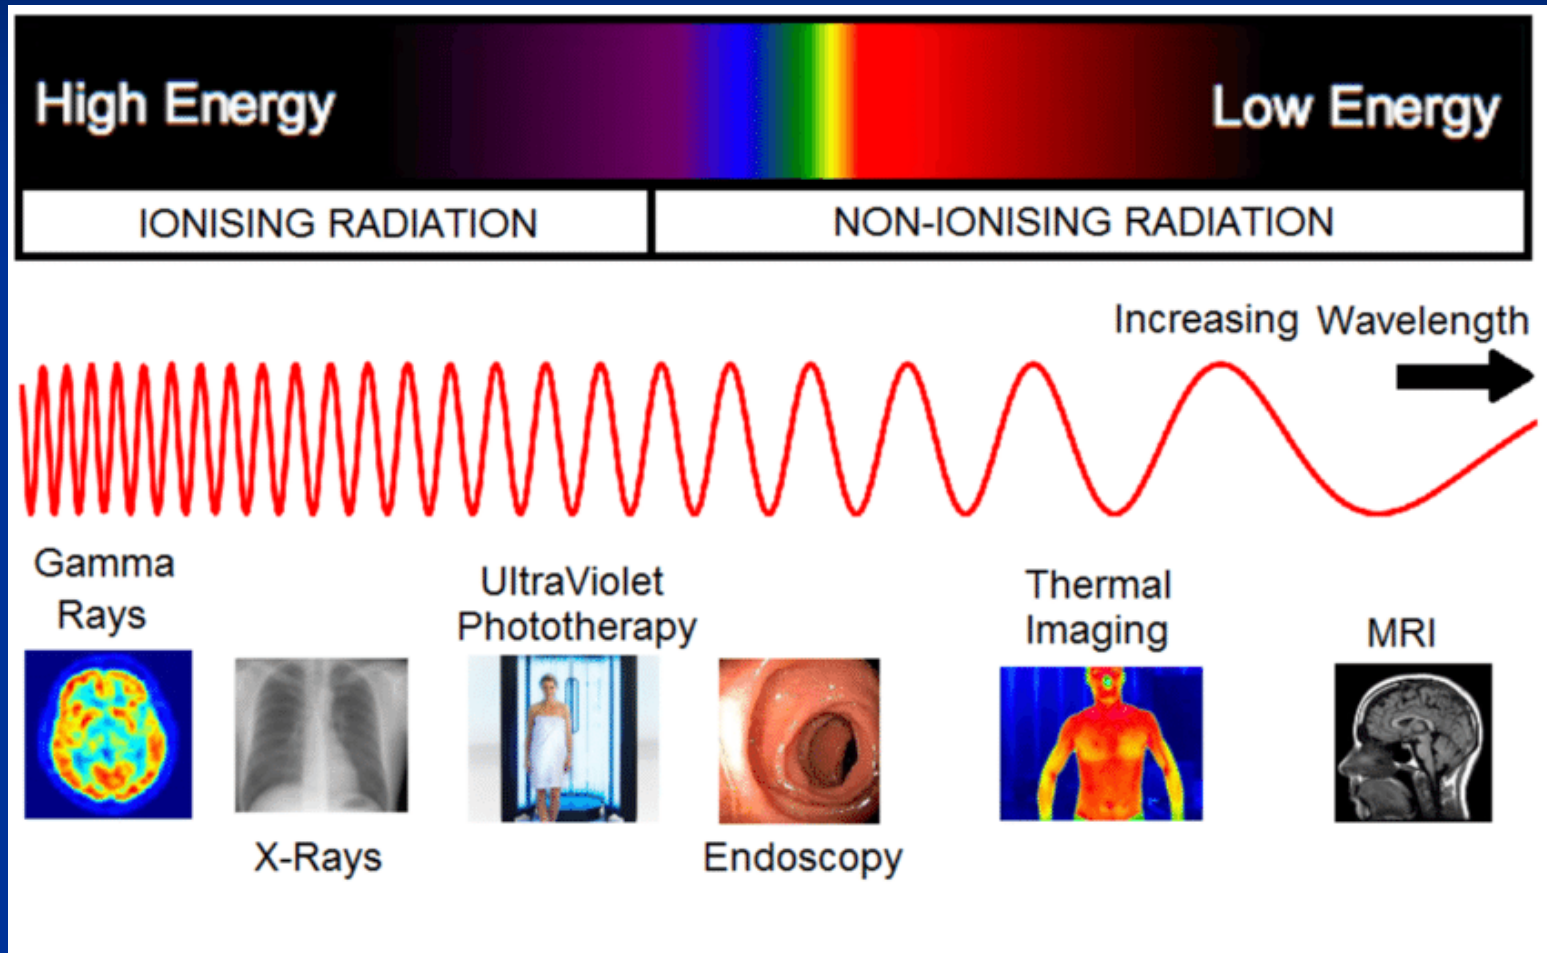 High Energy
Low Energy
IONISING RADIATION
NON-IONISING RADIATION
Increasing Wavelength
Gamma
Rays
X-Rays
UltraViolet
Phototherapy
Endoscopy
Thermal
Imaging
MRI